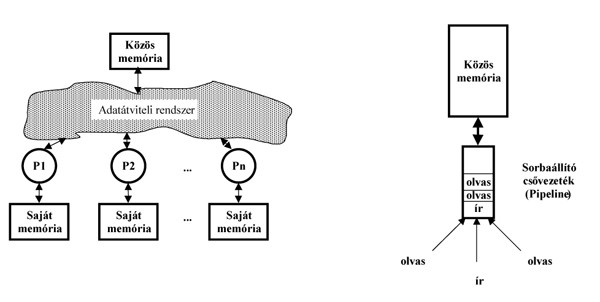 Közös
memória
Adatátviteli rendszer
P1
P2
...
Pn
Saját
memória
Saját
memória
...
Saját
memória
Közös
memória
olvas
olvas
ír
Sorbaállító
csővezeték
(Pipeline)
olvas
ír
olvas